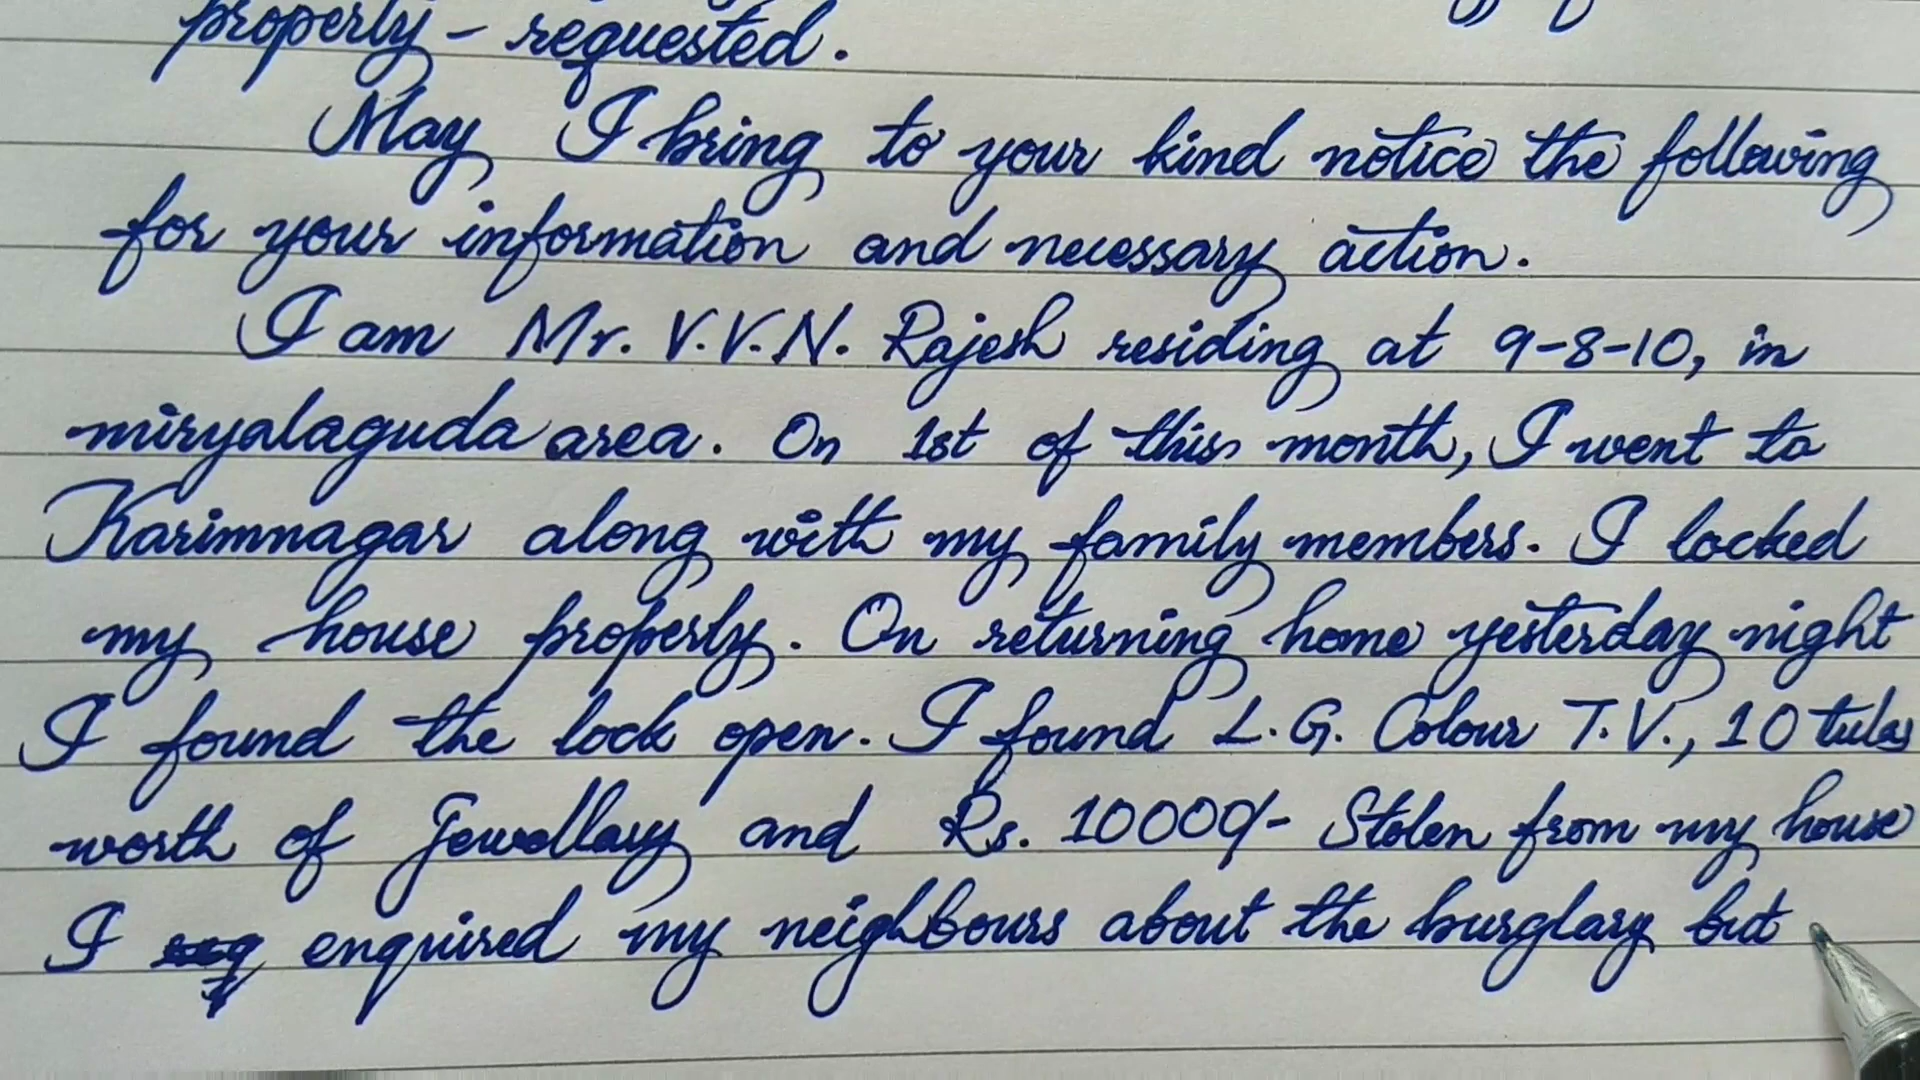 property - requested.
May I bring to your kind notice the following
for your information and necessary action.
I am Mr. V.V.N. Rajesh residing at 9-8-10, in
miryalaguda area. On 1st of this month, I went to
Karimnagar along with my family members. I locked
my house properly. On returning home yesterday night
I found the lock open. I found L.G. Colour T.V., 10 tulas
worth of Jewellary and Rs. 10000/- Stolen from my house
I enquired my neighbours about the burglary but